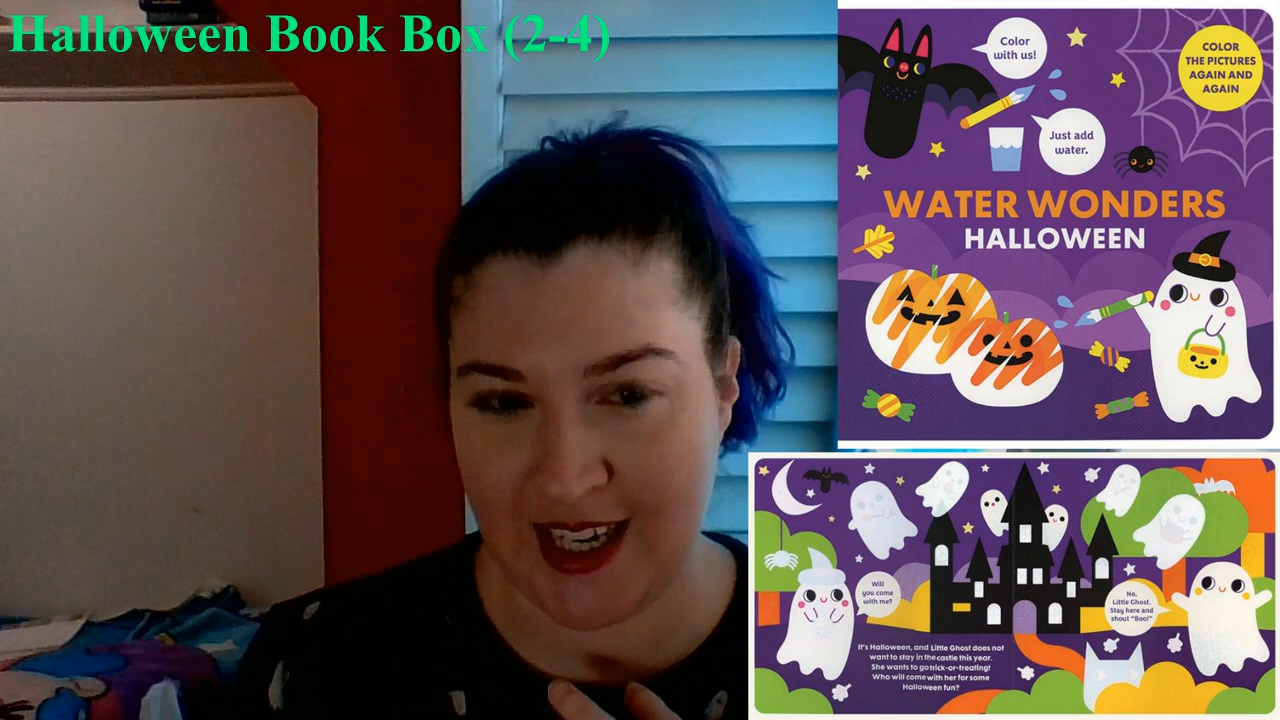 Halloween Book Box (2-4)
Color
with us!
COLOR
THE PICTURES
AGAIN AND
AGAIN
Just add
water.
WATER WONDERS
HALLOWEEN
Will
you come
with me?
No,
Little Ghost.
Stay here and
shout "Boo!"
It's Halloween, and Little Ghost does not
want to stay in the castle this year.
She wants to go trick-or-treating!
Who will come with her for some
Halloween fun?